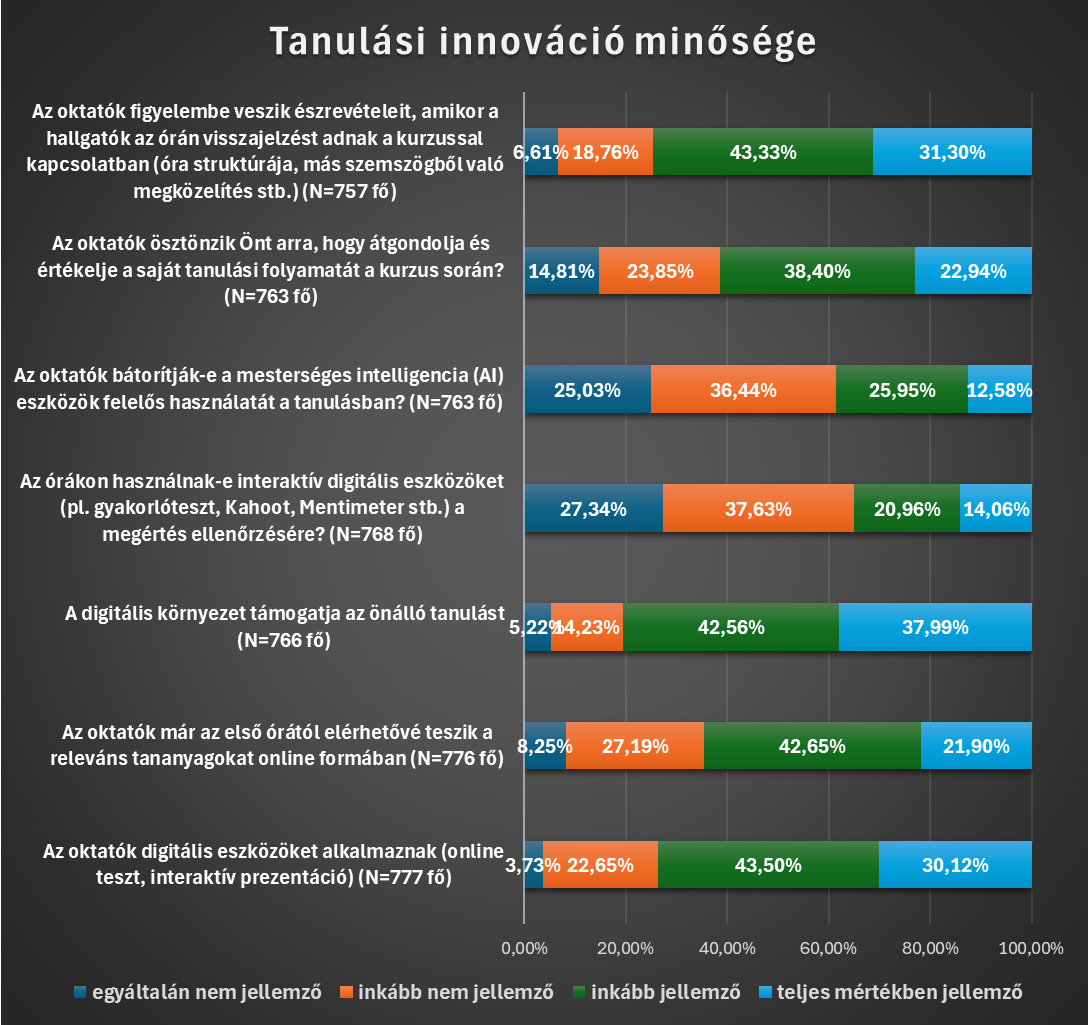 Tanulási innováció minősége
Az oktatók figyelembe veszik észrevételeit, amikor a
hallgatók az órán visszajelzést adnak a kurzussal
kapcsolatban (óra struktúrája, más szemszögből való
megközelítés stb.) (N=757 fő)
6,61% 18,76% 43,33% 31,30%
Az oktatók ösztönzik Önt arra, hogy átgondolja és
értékelje a saját tanulási folyamatát a kurzus során?
(N=763 fő)
14,81% 23,85% 38,40% 22,94%
Az oktatók bátorítják-e a mesterséges intelligencia (AI)
eszközök felelős használatát a tanulásban? (N=763 fő)
25,03% 36,44% 25,95% 12,58%
Az órákon használnak-e interaktív digitális eszközöket
(pl. gyakorlóteszt, Kahoot, Mentimeter stb.) a
megértés ellenőrzésére? (N=768 fő)
27,34% 37,63% 20,96% 14,06%
A digitális környezet támogatja az önálló tanulást
(N=766 fő)
5,22% 14,23% 42,56% 37,99%
Az oktatók már az első órától elérhetővé teszik a
releváns tananyagokat online formában (N=776 fő)
8,25% 27,19% 42,65% 21,90%
Az oktatók digitális eszközöket alkalmaznak (online
teszt, interaktív prezentáció) (N=777 fő)
3,73% 22,65% 43,50% 30,12%
0,00% 20,00% 40,00% 60,00% 80,00% 100,00%
egyáltalán nem jellemző inkább nem jellemző inkább jellemző teljes mértékben jellemző